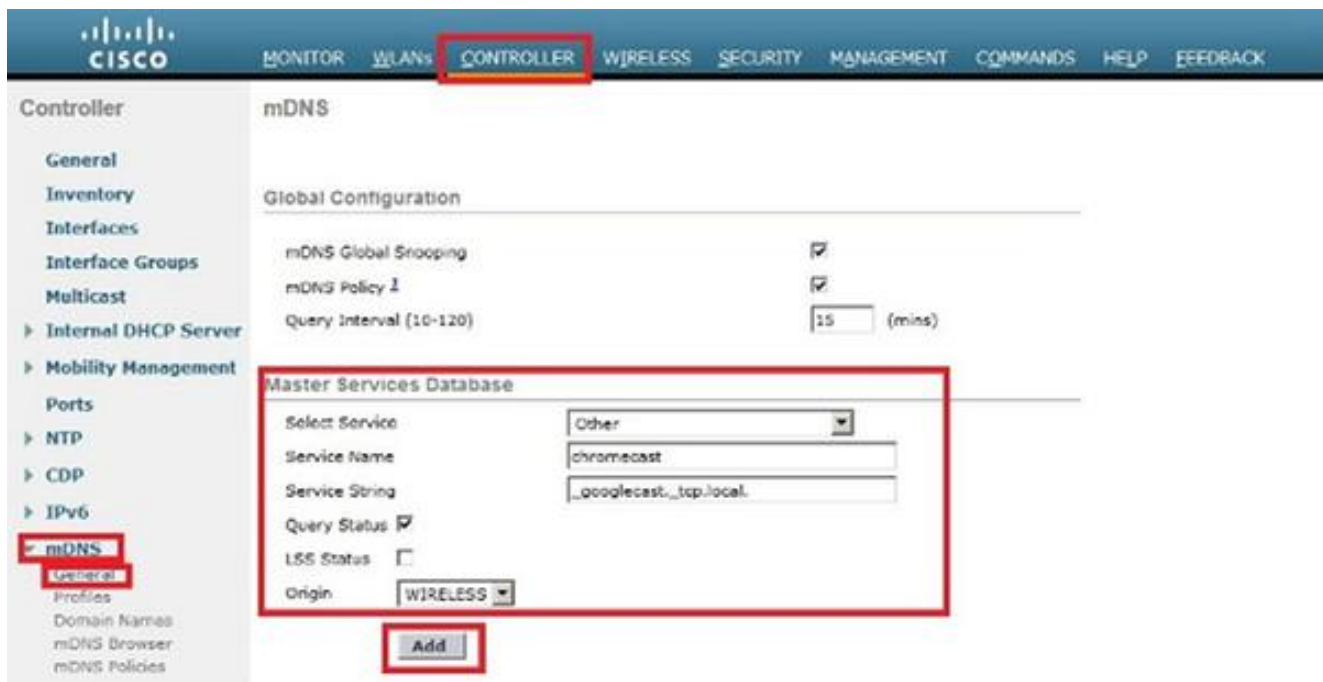 CISCO
MONITOR WLANs CONTROLLER WIRELESS SECURITY MANAGEMENT COMMANDS HELP FEEDBACK
Controller
General
Inventory
Interfaces
Interface Groups
Multicast
Internal DHCP Server
Mobility Management
Ports
NTP
CDP
IPv6
mDNS
General
Profiles
Domain Names
mDNS Browser
mDNS Policies
mDNS
Global Configuration
mDNS Global Snooping
mDNS Policy 1
Query Interval (10-120) 15 (mins)
Master Services Database
Select Service Other
Service Name chromecast
Service String _googlecast._tcp.local.
Query Status
LSS Status
Origin WIRELESS
Add